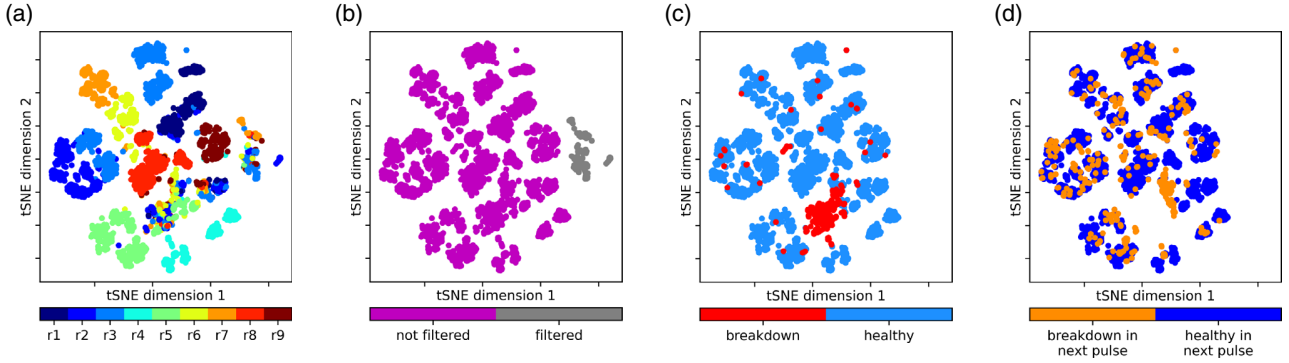 (a)
(b)
(c)
(d)
tSNE dimension 2
tSNE dimension 2
tSNE dimension 2
tSNE dimension 2
tSNE dimension 1
tSNE dimension 1
tSNE dimension 1
tSNE dimension 1
r1 r2 r3 r4 r5 r6 r7 r8 r9
not filtered filtered
breakdown healthy
breakdown in
next pulse
healthy in
next pulse